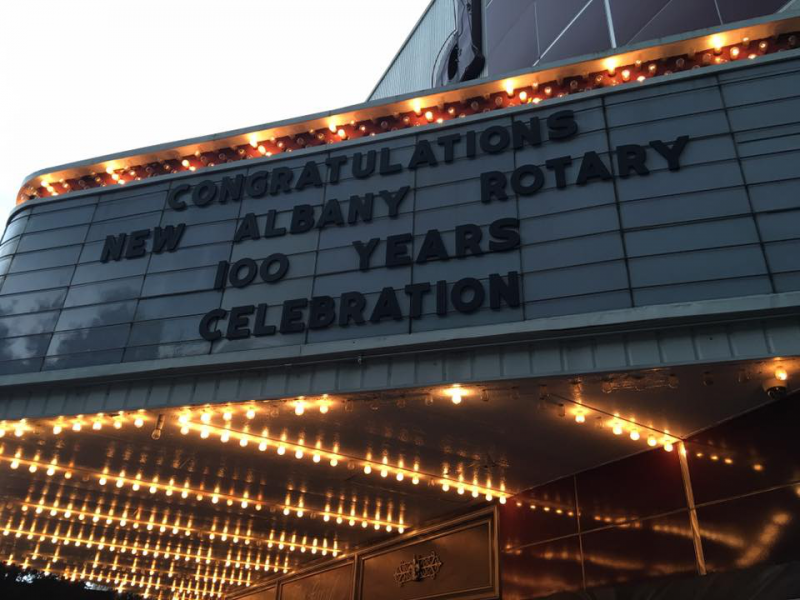 CONGRATULATIONS
NEW ALBANY ROTARY
100 YEARS
CELEBRATION